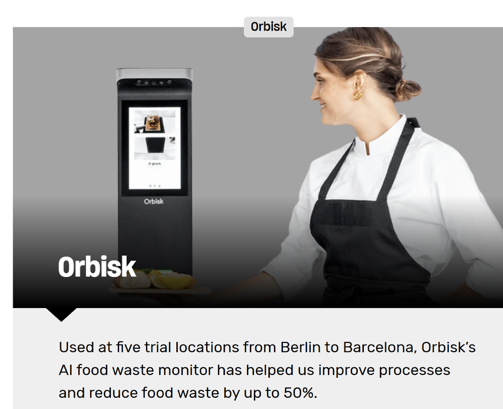 Orbisk
Orbisk
Orbisk
Used at five trial locations from Berlin to Barcelona, Orbisk's
AI food waste monitor has helped us improve processes
and reduce food waste by up to 50%.